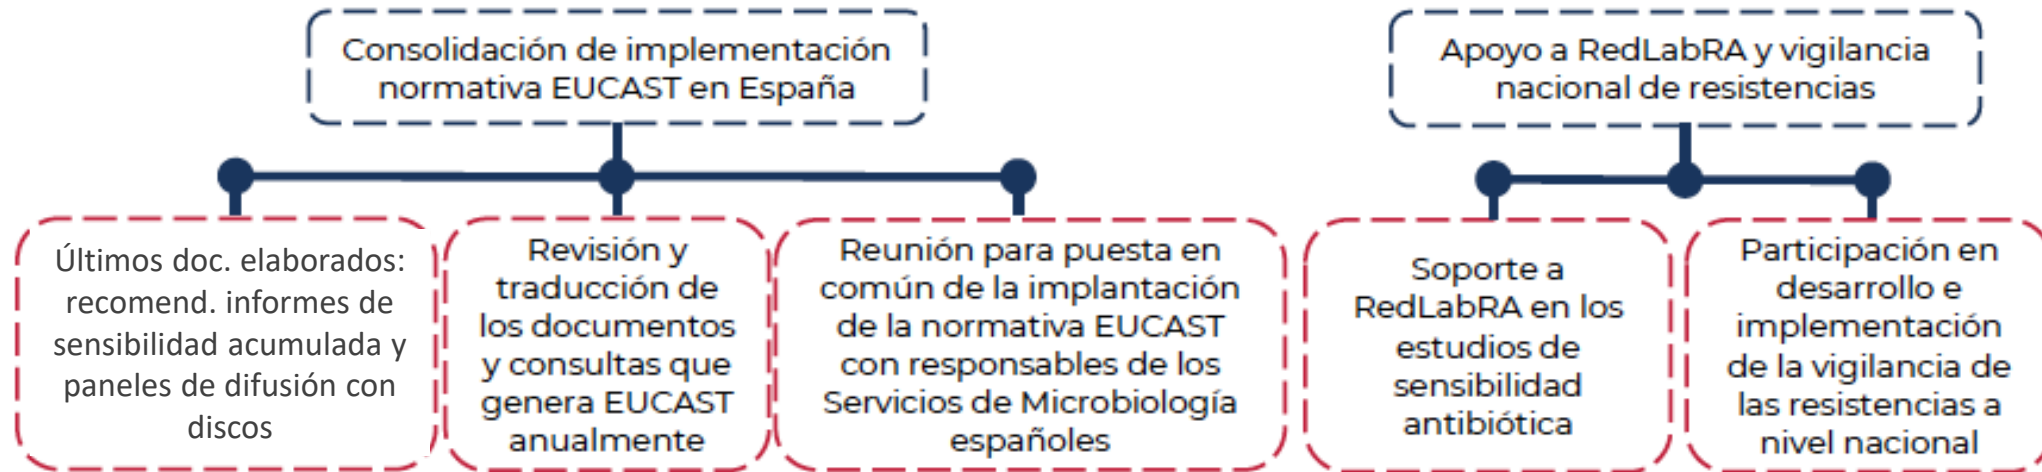 Consolidación de implementación
normativa EUCAST en España
Apoyo a RedLabRA y vigilancia
nacional de resistencias
Últimos doc. elaborados:
recomend. informes de
sensibilidad acumulada y
paneles de difusión con
discos
Revisión y
traducción de
los documentos
y consultas que
genera EUCAST
anualmente
Reunión para puesta en
común de la implantación
de la normativa EUCAST
con responsables de los
Servicios de Microbiología
españoles
Soporte a
RedLabRA en los
estudios de
sensibilidad
antibiótica
Participación en
desarrollo e
implementación
de la vigilancia de
las resistencias a
nivel nacional